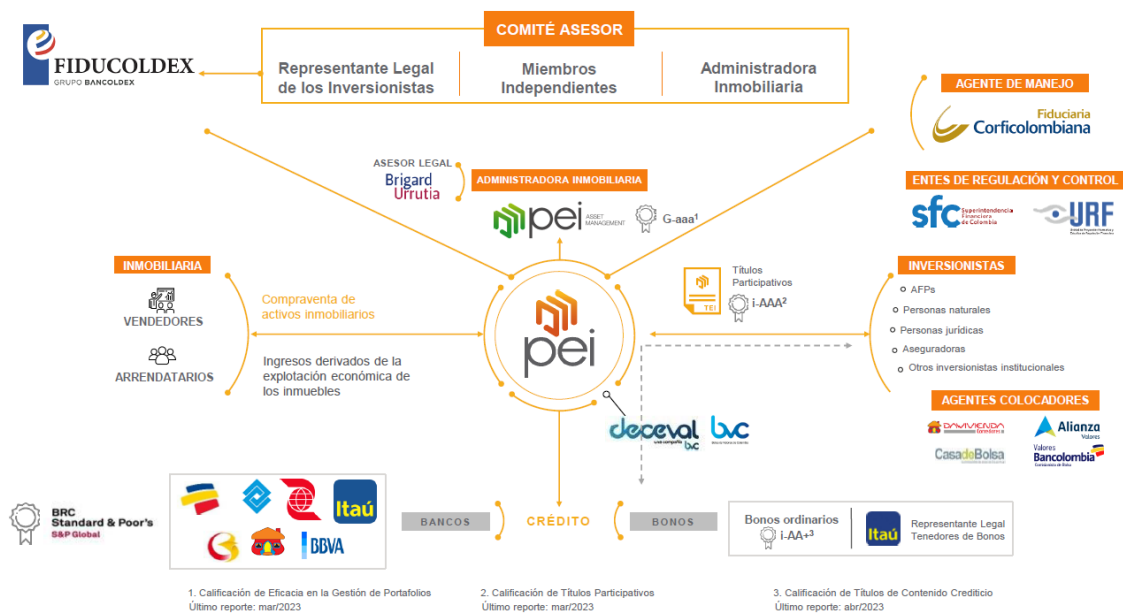 COMITÉ ASESOR
FIDUCOLDEX
GRUPO BANCOLDEX
Representante Legal
de los Inversionistas
Miembros
Independientes
Administradora
Inmobiliaria
AGENTE DE MANEJO
Fiduciaria
Corficolombiana
ASESOR LEGAL
Brigard
Urrutia
ADMINISTRADORA INMOBILIARIA
pei
ASSET
MANAGEMENT
G-aaa¹
ENTES DE REGULACIÓN Y CONTROL
sfc
Superintendencia
Financiera
de Colombia
URF
INMOBILIARIA
VENDEDORES
ARRENDATARIOS
Compraventa de
activos inmobiliarios
Ingresos derivados de la
explotación económica de
los inmuebles
pei
TEI
Títulos
Participativos
i-AAA²
INVERSIONISTAS
AFPs
Personas naturales
Personas jurídicas
Aseguradoras
Otros inversionistas institucionales
deceval
bvc
bvc
AGENTES COLOCADORES
DAVIVIENDA
Corredores
Alianza
Valores
CasadeBolsa
Valores
Bancolombia
BRC
Standard & Poor's
S&P Global
Itaú
BBVA
BANCOS
CRÉDITO
BONOS
Bonos ordinarios
i-AA+³
Itaú
Representante Legal
Tenedores de Bonos
1. Calificación de Eficacia en la Gestión de Portafolios
Último reporte: mar/2023
2. Calificación de Títulos Participativos
Último reporte: mar/2023
3. Calificación de Títulos de Contenido Crediticio
Último reporte: abr/2023